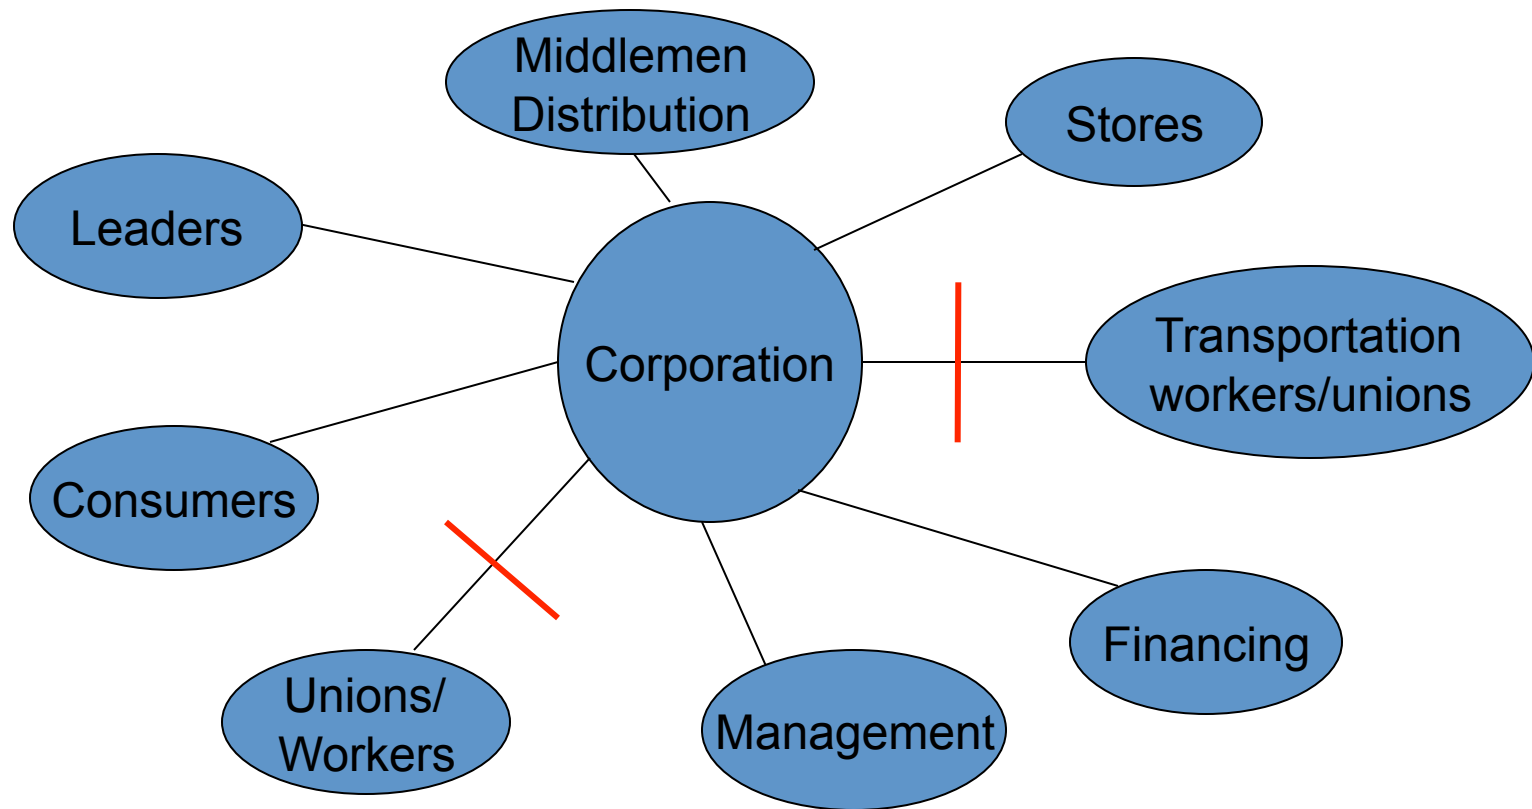 Middlemen
Distribution
Stores
Leaders
Transportation
workers/unions
Corporation
Consumers
Financing
Unions/
Workers
Management